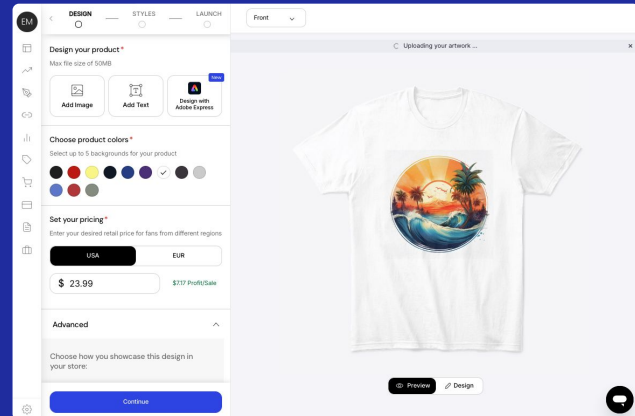 EM
DESIGN
STYLES
LAUNCH
Front
Uploading your artwork ...
Design your product*
Max file size of 50MB
Add Image
Add Text
New
Design with
Adobe Express
Choose product colors*
Select up to 5 backgrounds for your product
Set your pricing*
Enter your desired retail price for fans from different regions
USA
EUR
$ 23.99
$7.17 Profit/Sale
Advanced
Choose how you showcase this design in
your store:
Continue
Preview
Design